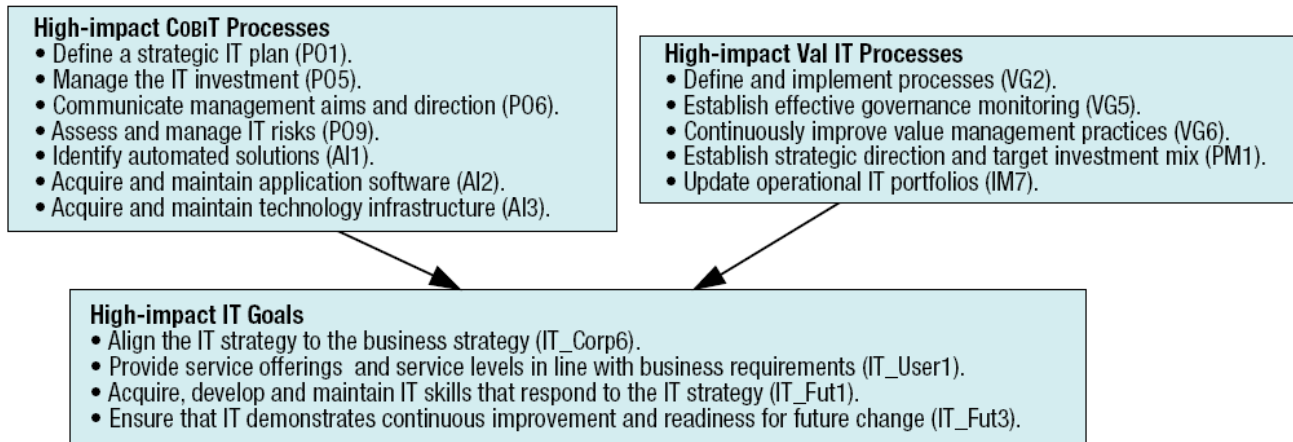 High-impact COBIT Processes
• Define a strategic IT plan (PO1).
• Manage the IT investment (PO5).
• Communicate management aims and direction (PO6).
• Assess and manage IT risks (PO9).
• Identify automated solutions (AI1).
• Acquire and maintain application software (AI2).
• Acquire and maintain technology infrastructure (AI3).
High-impact Val IT Processes
• Define and implement processes (VG2).
• Establish effective governance monitoring (VG5).
• Continuously improve value management practices (VG6).
• Establish strategic direction and target investment mix (PM1).
• Update operational IT portfolios (IM7).
High-impact IT Goals
• Align the IT strategy to the business strategy (IT_Corp6).
• Provide service offerings and service levels in line with business requirements (IT_User1).
• Acquire, develop and maintain IT skills that respond to the IT strategy (IT_Fut1).
• Ensure that IT demonstrates continuous improvement and readiness for future change (IT_Fut3).